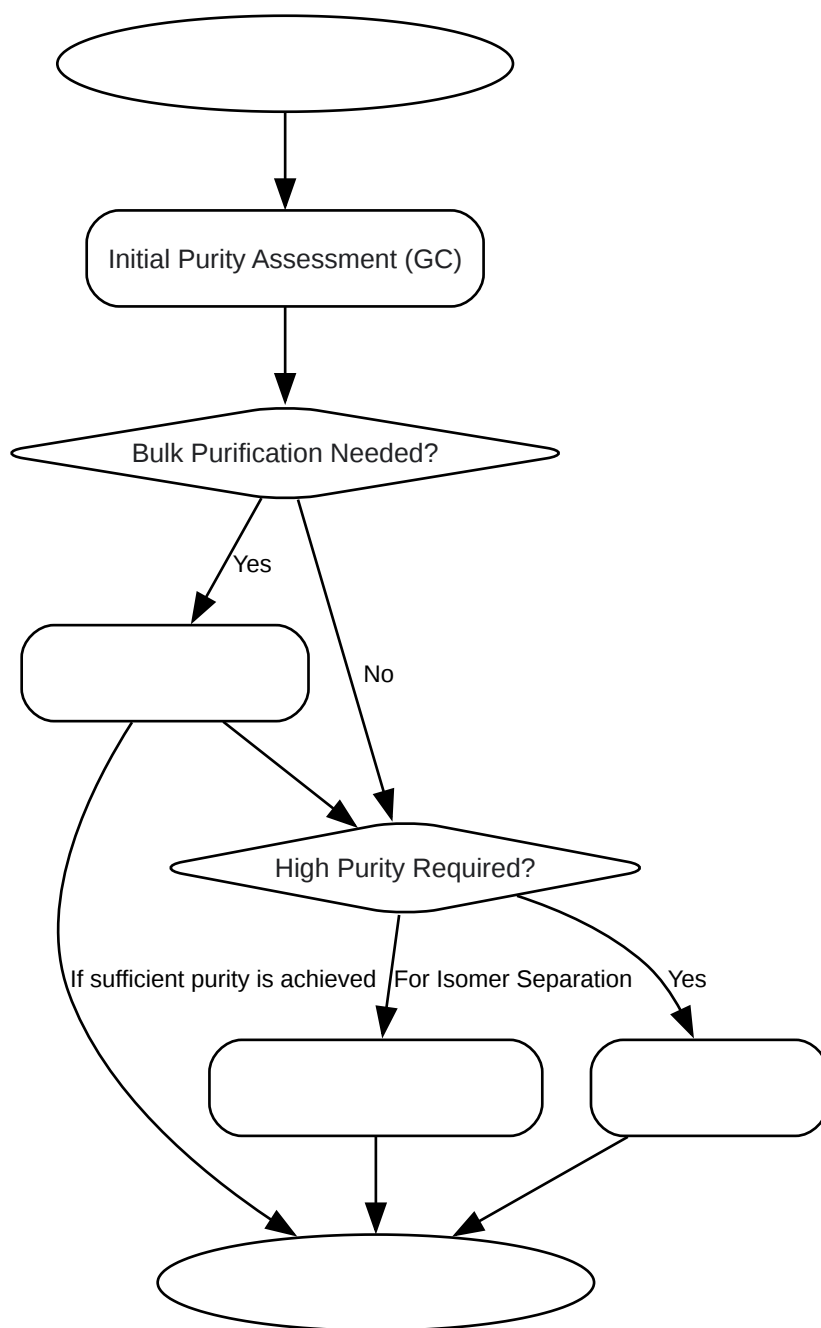 Initial Purity Assessment (GC)
Bulk Purification Needed?
Yes
No
High Purity Required?
If sufficient purity is achieved
For Isomer Separation
Yes